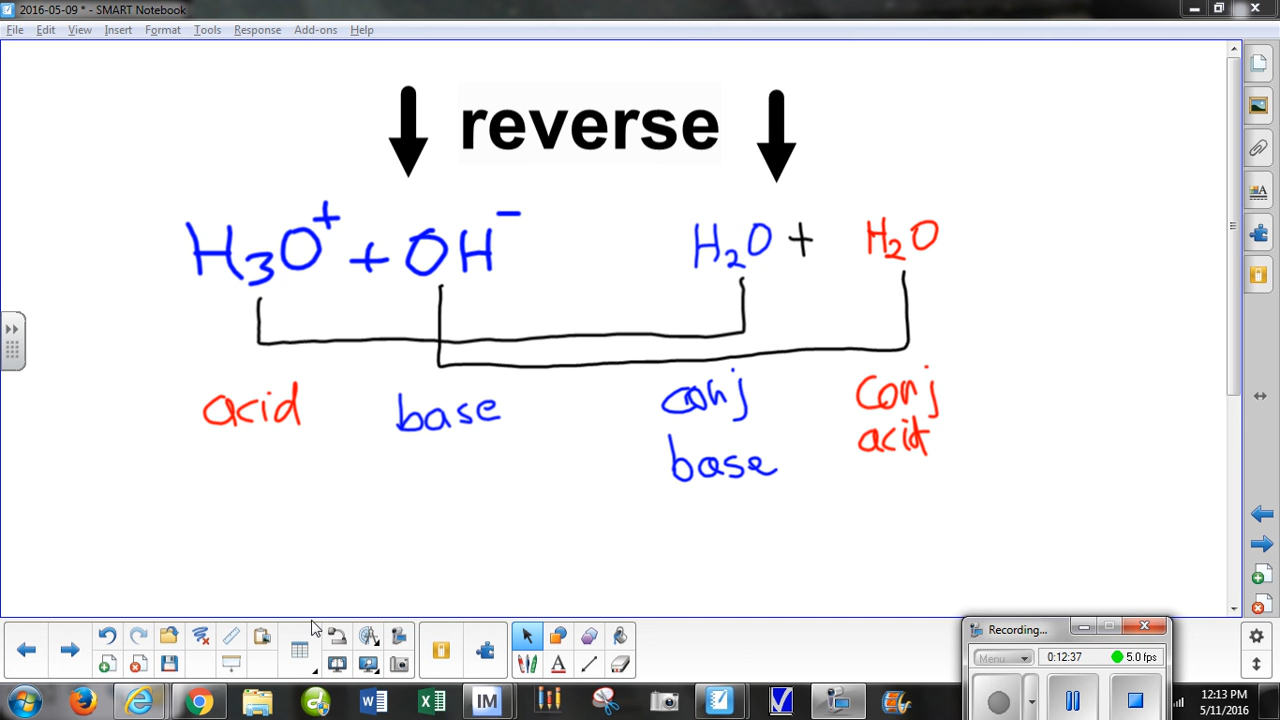 2016-05-09 * - SMART Notebook
File Edit View Insert Format Tools Response Add-ons Help
reverse
H₃O⁺ + OH⁻ H₂O + H₂O
acid base conj conj
base acid
Recording...
Menu 0:12:37 5.0 fps
IM
12:13 PM
5/11/2016